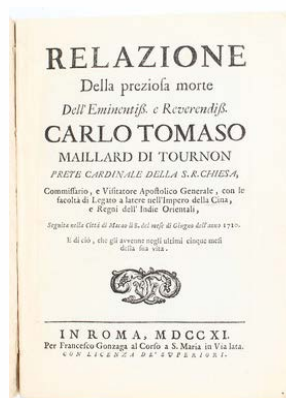 RELAZIONE
Della preziosa morte
Dell'Eminentiß. e Reverendiß.
CARLO TOMASO
MAILLARD DI TOURNON
PRETE CARDINALE DELLA S.R.CHIESA,
Commissario, e Visitatore Apostolico Generale, con le
facoltà di Legato a latere nell'Impero della Cina,
e Regni dell'Indie Orientali,
Seguita nella Città di Macao li 8. del mese di Giugno dell'anno 1710.
E di ciò, che gli avvenne negli ultimi cinque mesi
della sua vita.
IN ROMA, MDCCXI.
Per Francesco Gonzaga al Corso a S. Maria in Via lata.
CON LICENZA DE' SUPERIORI.